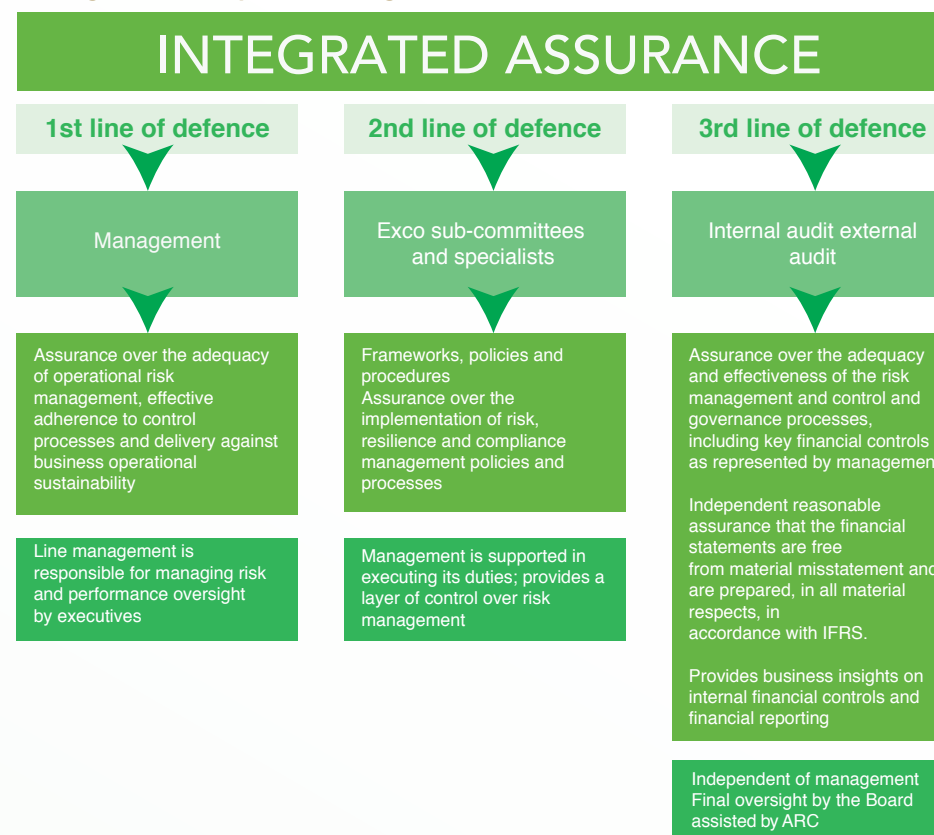 INTEGRATED ASSURANCE
1st line of defence
Management
Assurance over the adequacy
of operational risk
management, effective
adherence to control
processes and delivery against
business operational
sustainability
Line management is
responsible for managing risk
and performance oversight
by executives
2nd line of defence
Exco sub-committees
and specialists
Frameworks, policies and
procedures
Assurance over the
implementation of risk,
resilience and compliance
management policies and
processes
Management is supported in
executing its duties; provides a
layer of control over risk
management
3rd line of defence
Internal audit external
audit
Assurance over the adequacy
and effectiveness of the risk
management and control and
governance processes,
including key financial controls
as represented by managemen
Independent reasonable
assurance that the financial
statements are free
from material misstatement and
are prepared, in all material
respects, in
accordance with IFRS.
Provides business insights on
internal financial controls and
financial reporting
Independent of management
Final oversight by the Board
assisted by ARC